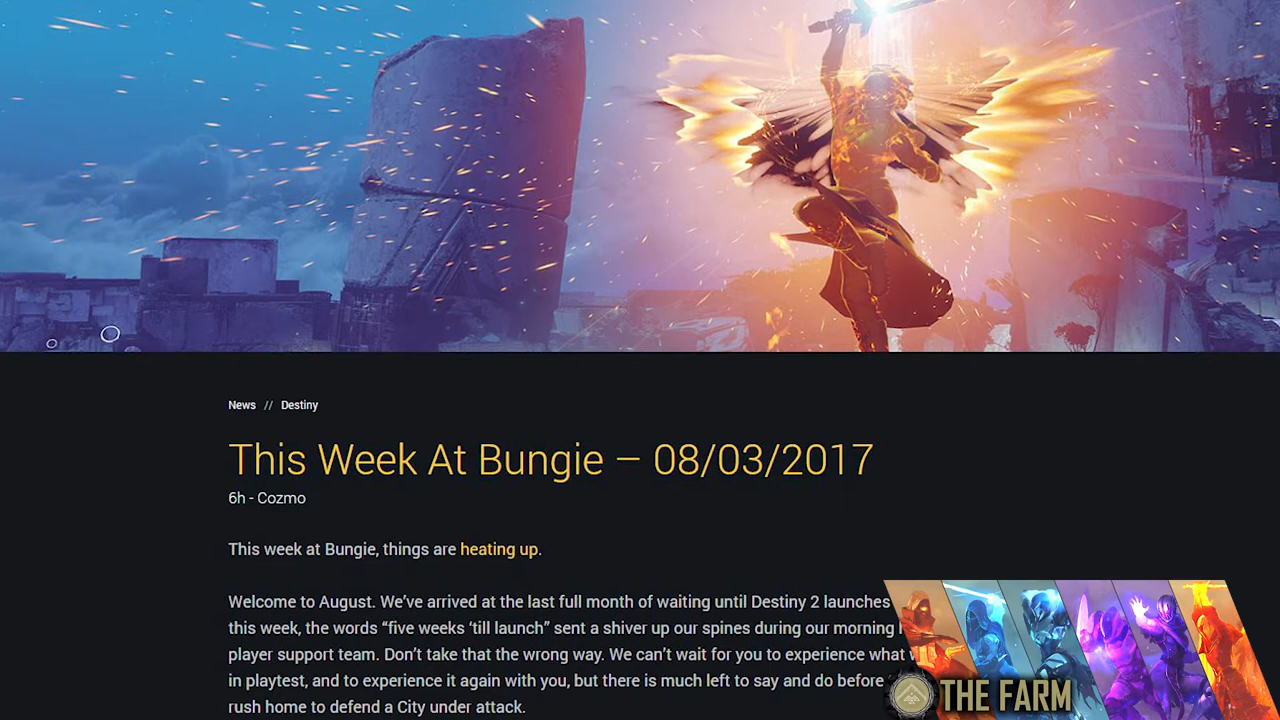 News // Destiny
This Week At Bungie – 08/03/2017
6h - Cozmo
This week at Bungie, things are heating up.
Welcome to August. We’ve arrived at the last full month of waiting until Destiny 2 launches
this week, the words “five weeks ‘till launch” sent a shiver up our spines during our morning
player support team. Don’t take that the wrong way. We can’t wait for you to experience what
in playtest, and to experience it again with you, but there is much left to say and do before
rush home to defend a City under attack.
THE FARM